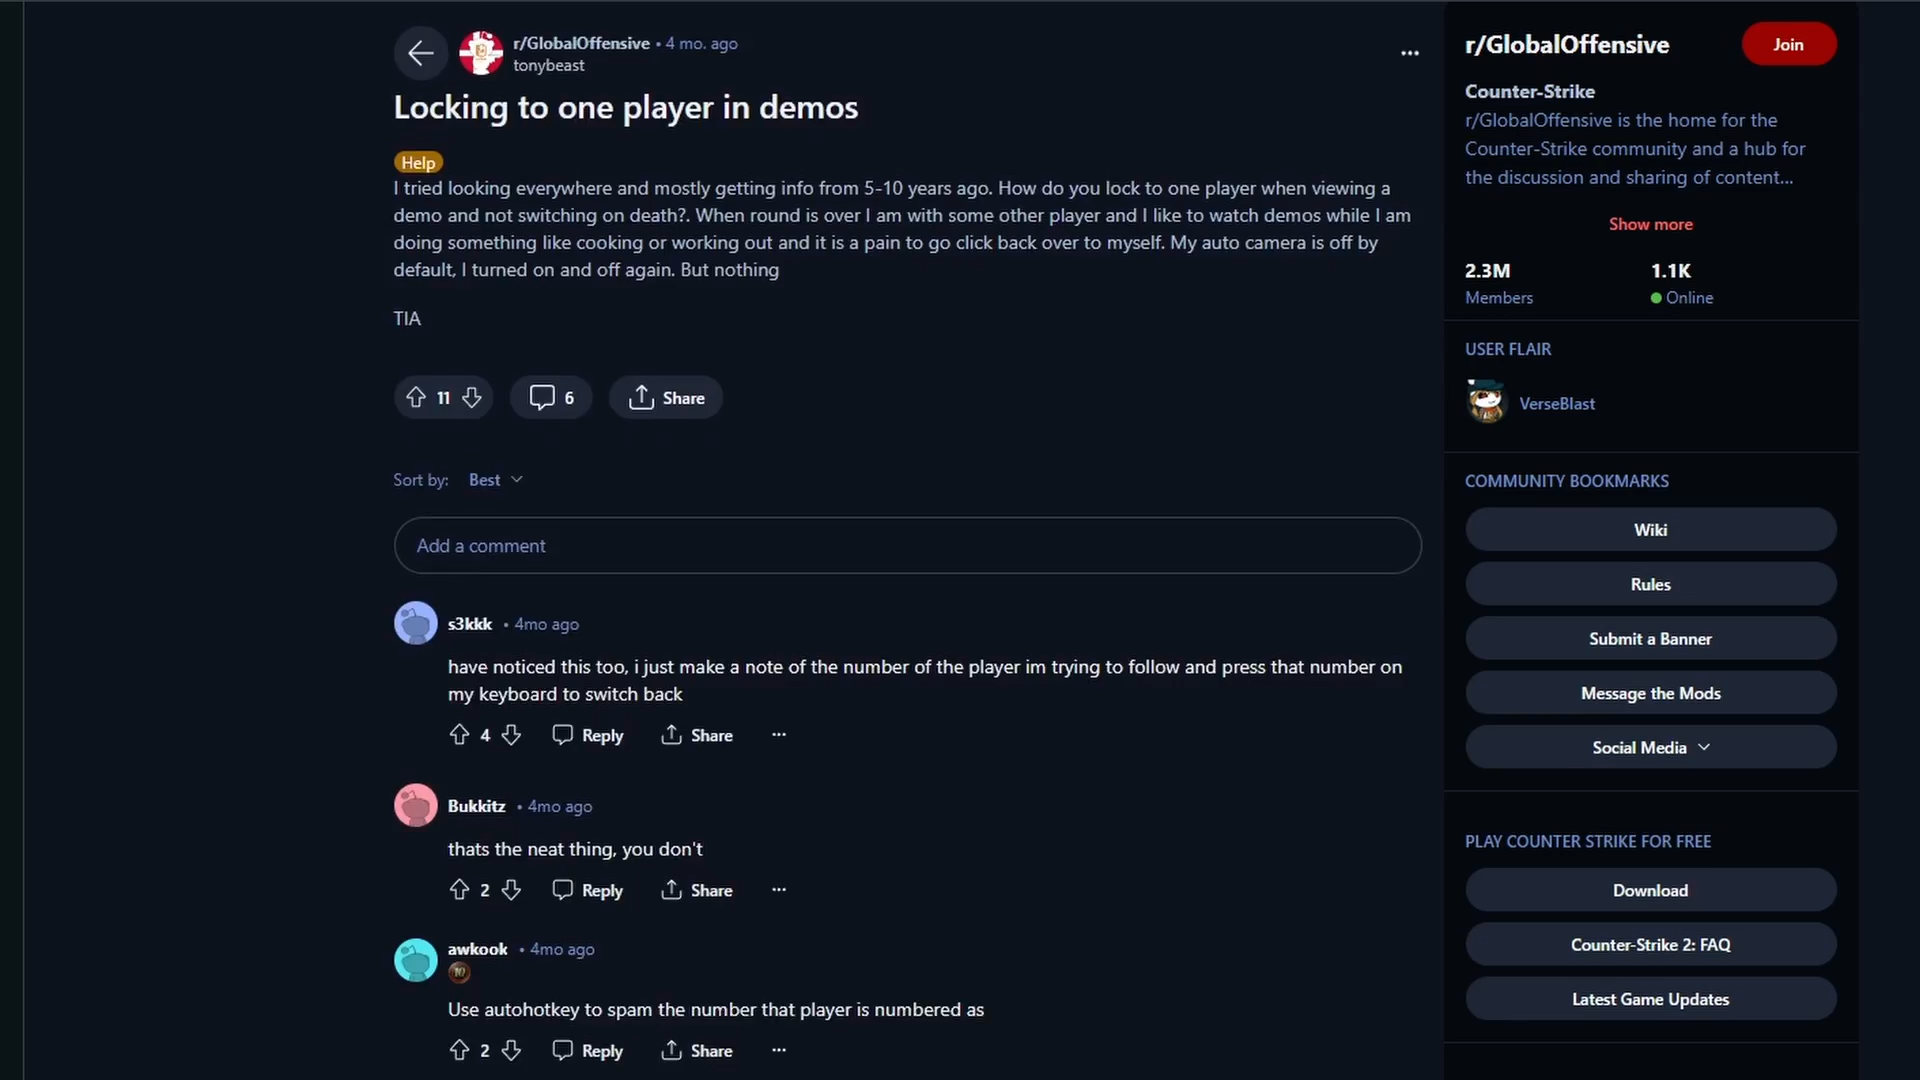 r/GlobalOffensive • 4 mo. ago
tonybeast
Locking to one player in demos
Help
I tried looking everywhere and mostly getting info from 5-10 years ago. How do you lock to one player when viewing a
demo and not switching on death?. When round is over I am with some other player and I like to watch demos while I am
doing something like cooking or working out and it is a pain to go click back over to myself. My auto camera is off by
default, I turned on and off again. But nothing
TIA
11
6
Share
Sort by: Best
Add a comment
s3kkk • 4mo ago
have noticed this too, i just make a note of the number of the player im trying to follow and press that number on
my keyboard to switch back
4 Reply Share
Bukkitz • 4mo ago
thats the neat thing, you don't
2 Reply Share
awkook • 4mo ago
10
Use autohotkey to spam the number that player is numbered as
2 Reply Share
r/GlobalOffensive
Join
Counter-Strike
r/GlobalOffensive is the home for the
Counter-Strike community and a hub for
the discussion and sharing of content...
Show more
2.3M 1.1K
Members Online
USER FLAIR
VerseBlast
COMMUNITY BOOKMARKS
Wiki
Rules
Submit a Banner
Message the Mods
Social Media
PLAY COUNTER STRIKE FOR FREE
Download
Counter-Strike 2: FAQ
Latest Game Updates